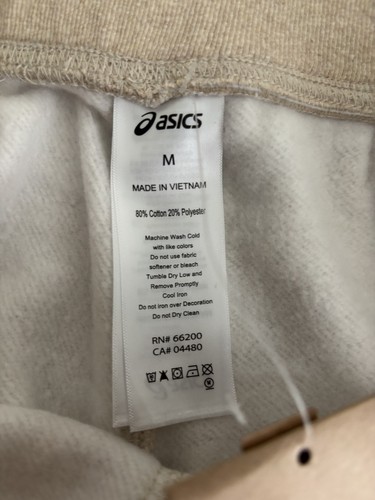 asics
M
MADE IN VIETNAM
80% Cotton 20% Polyester
Machine Wash Cold
with like colors
Do not use fabric
softener or bleach
Tumble Dry Low and
Remove Promptly
Cool Iron
Do not iron over Decoration
Do not Dry Clean
RN# 66200
CA# 04480